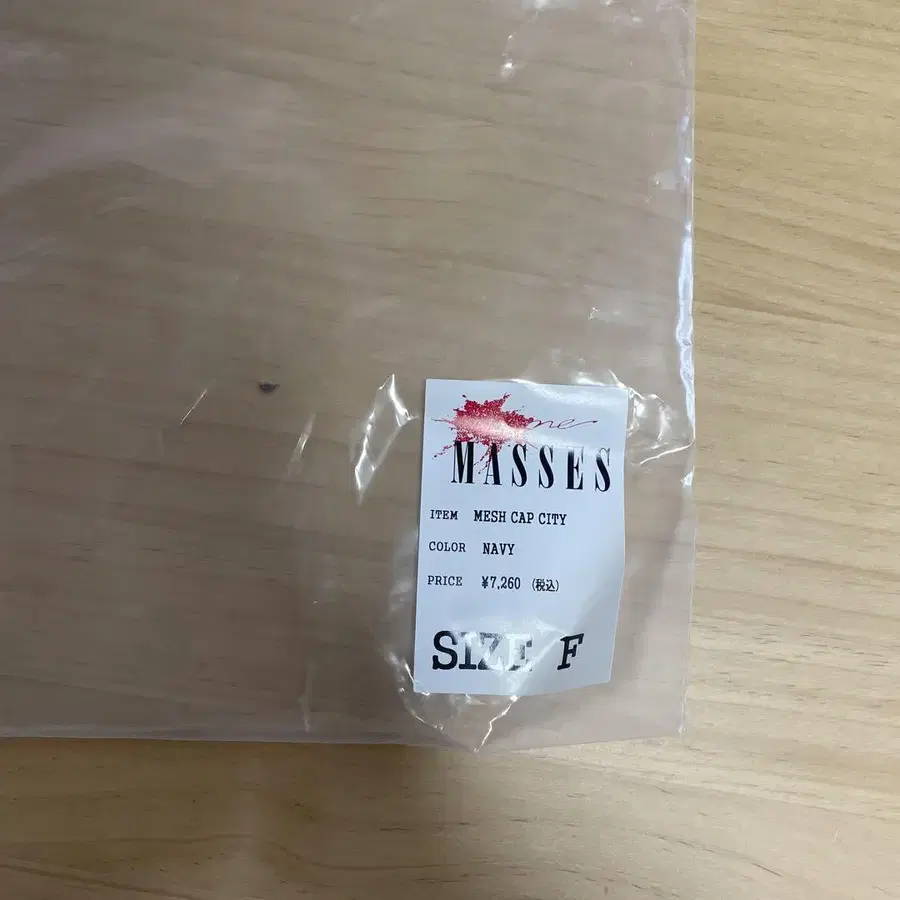 MASSES
ITEM MESH CAP CITY
COLOR NAVY
PRICE ¥7,260 (税込)
SIZE F